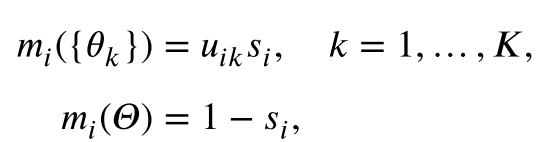 m_i({θ_k}) = u_{ik}s_i, k = 1, … , K,
m_i(Θ) = 1 − s_i,